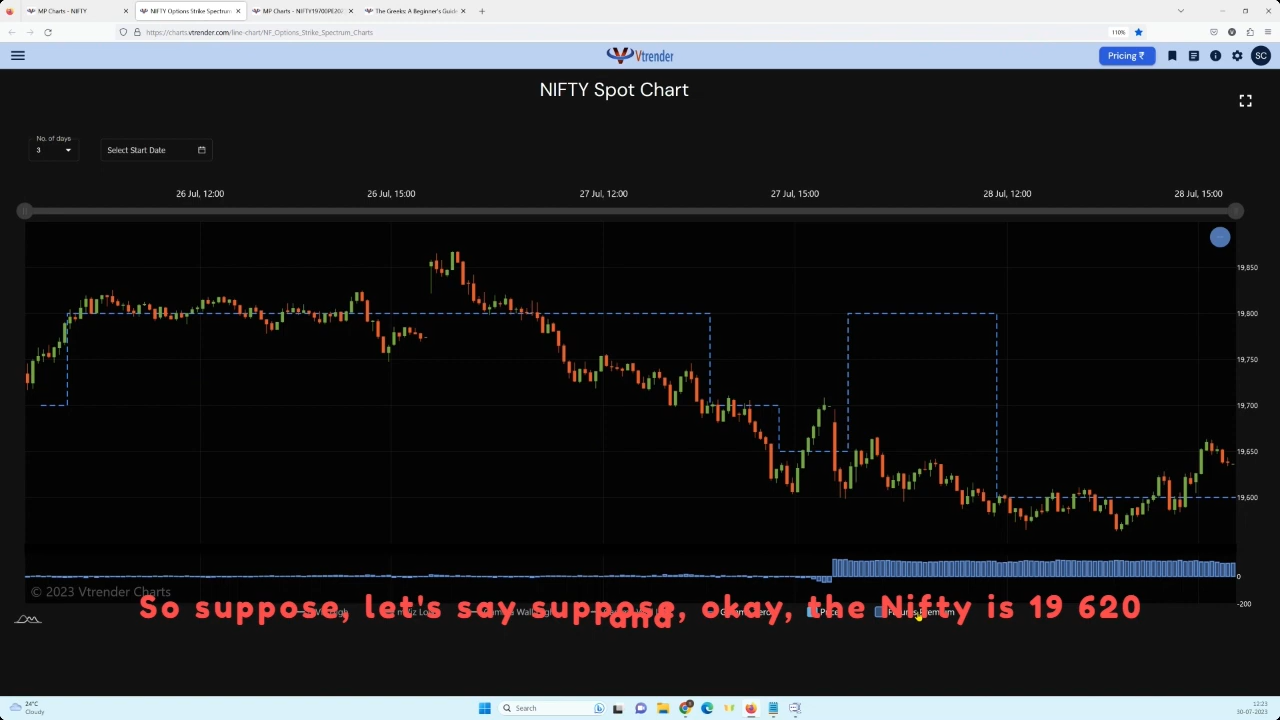 MP Charts - NIFTY
NIFTY Options Strike Spectrum
MP Charts - NIFTY19700PE202
The Greeks: A Beginner's Guide
https://charts.vtrender.com/line-chart/NF_Options_Strike_Spectrum_Charts
110%
Vtrender
Pricing ₹
SC
NIFTY Spot Chart
No. of days
3
Select Start Date
26 Jul, 12:00
26 Jul, 15:00
27 Jul, 12:00
27 Jul, 15:00
28 Jul, 12:00
28 Jul, 15:00
19,850
19,800
19,750
19,700
19,650
19,600
0
-200
© 2023 Vtrender Charts
So suppose, let's say suppose, okay, the Nifty is 19 620
and
24°C
Cloudy
Search
12:23
30-07-2023